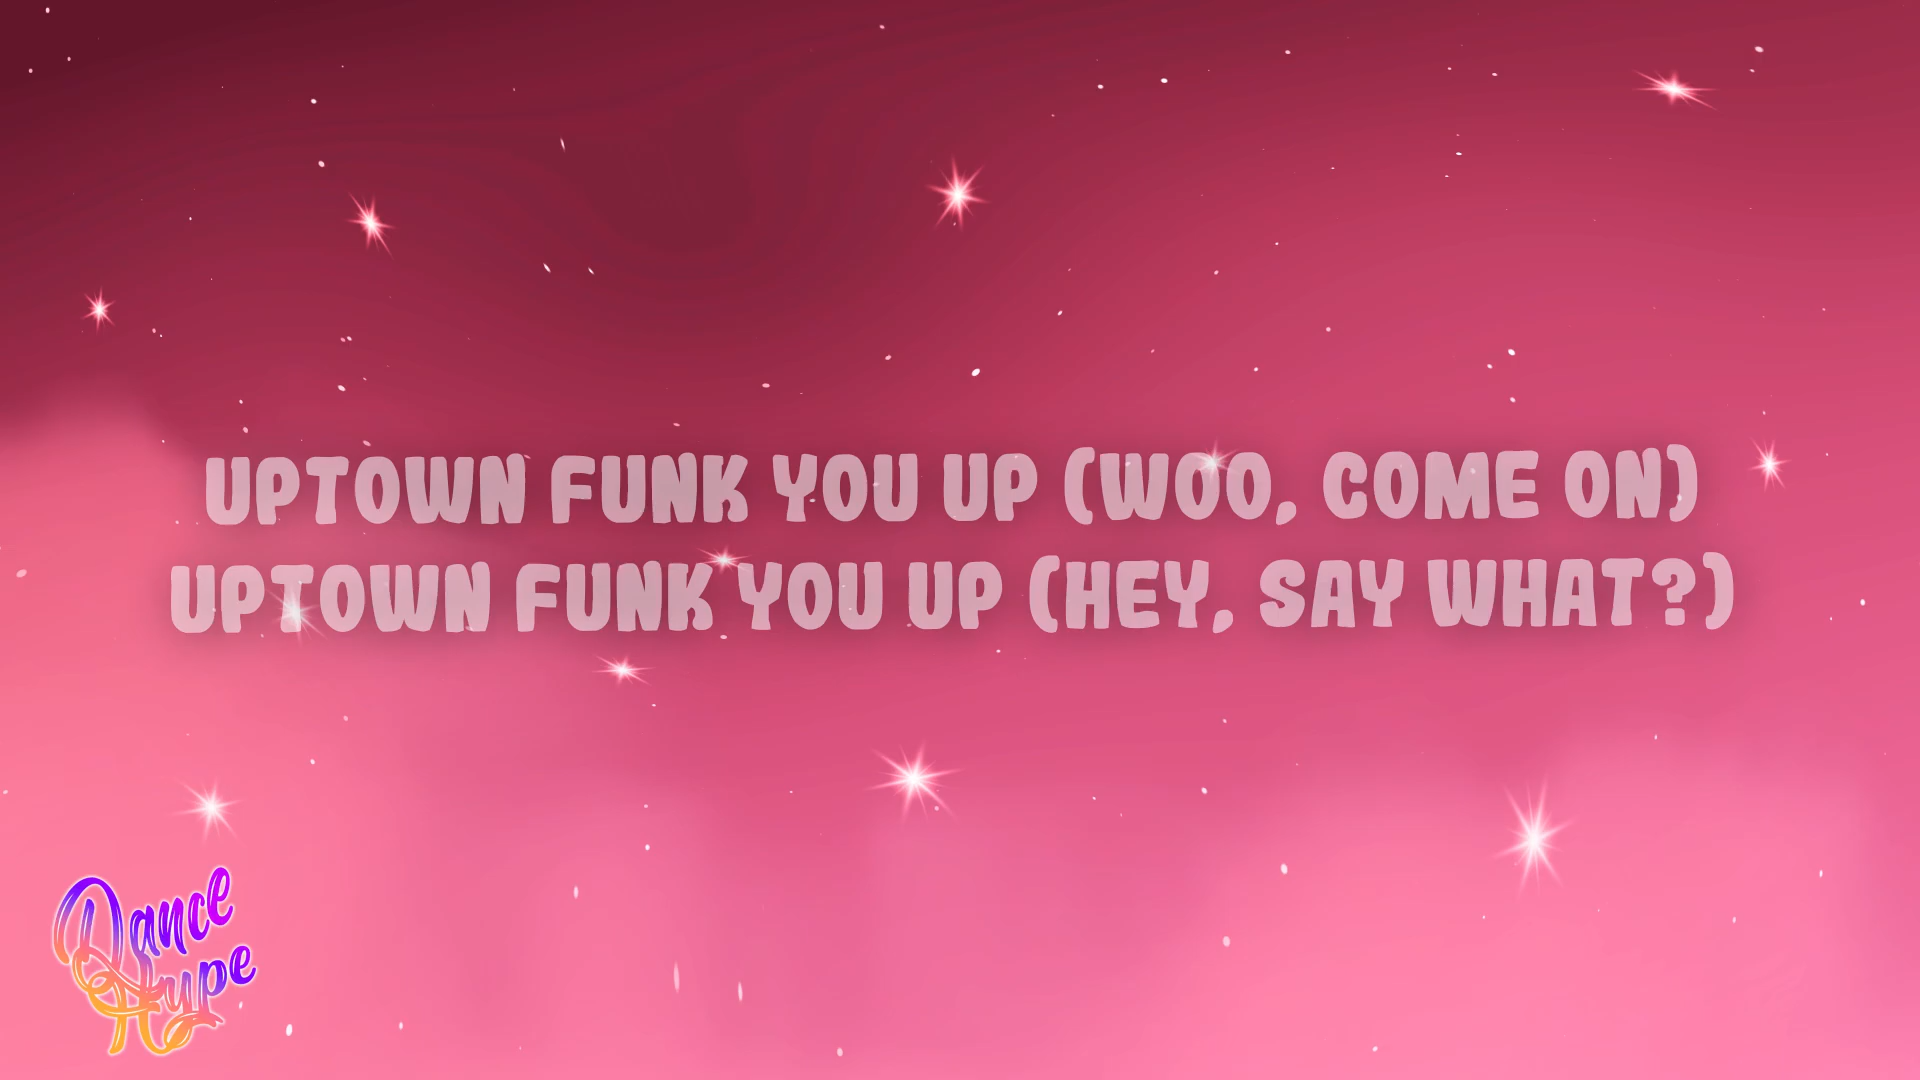 UPTOWN FUNK YOU UP (WOO, COME ON)
UPTOWN FUNK YOU UP (HEY, SAY WHAT?)
Dance
Hype